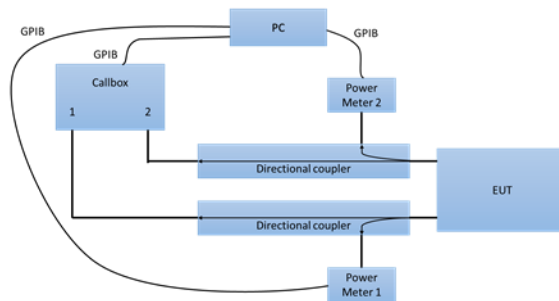 GPIB
PC
GPIB
GPIB
Callbox
1 2
Power
Meter 2
Directional coupler
EUT
Directional coupler
Power
Meter 1